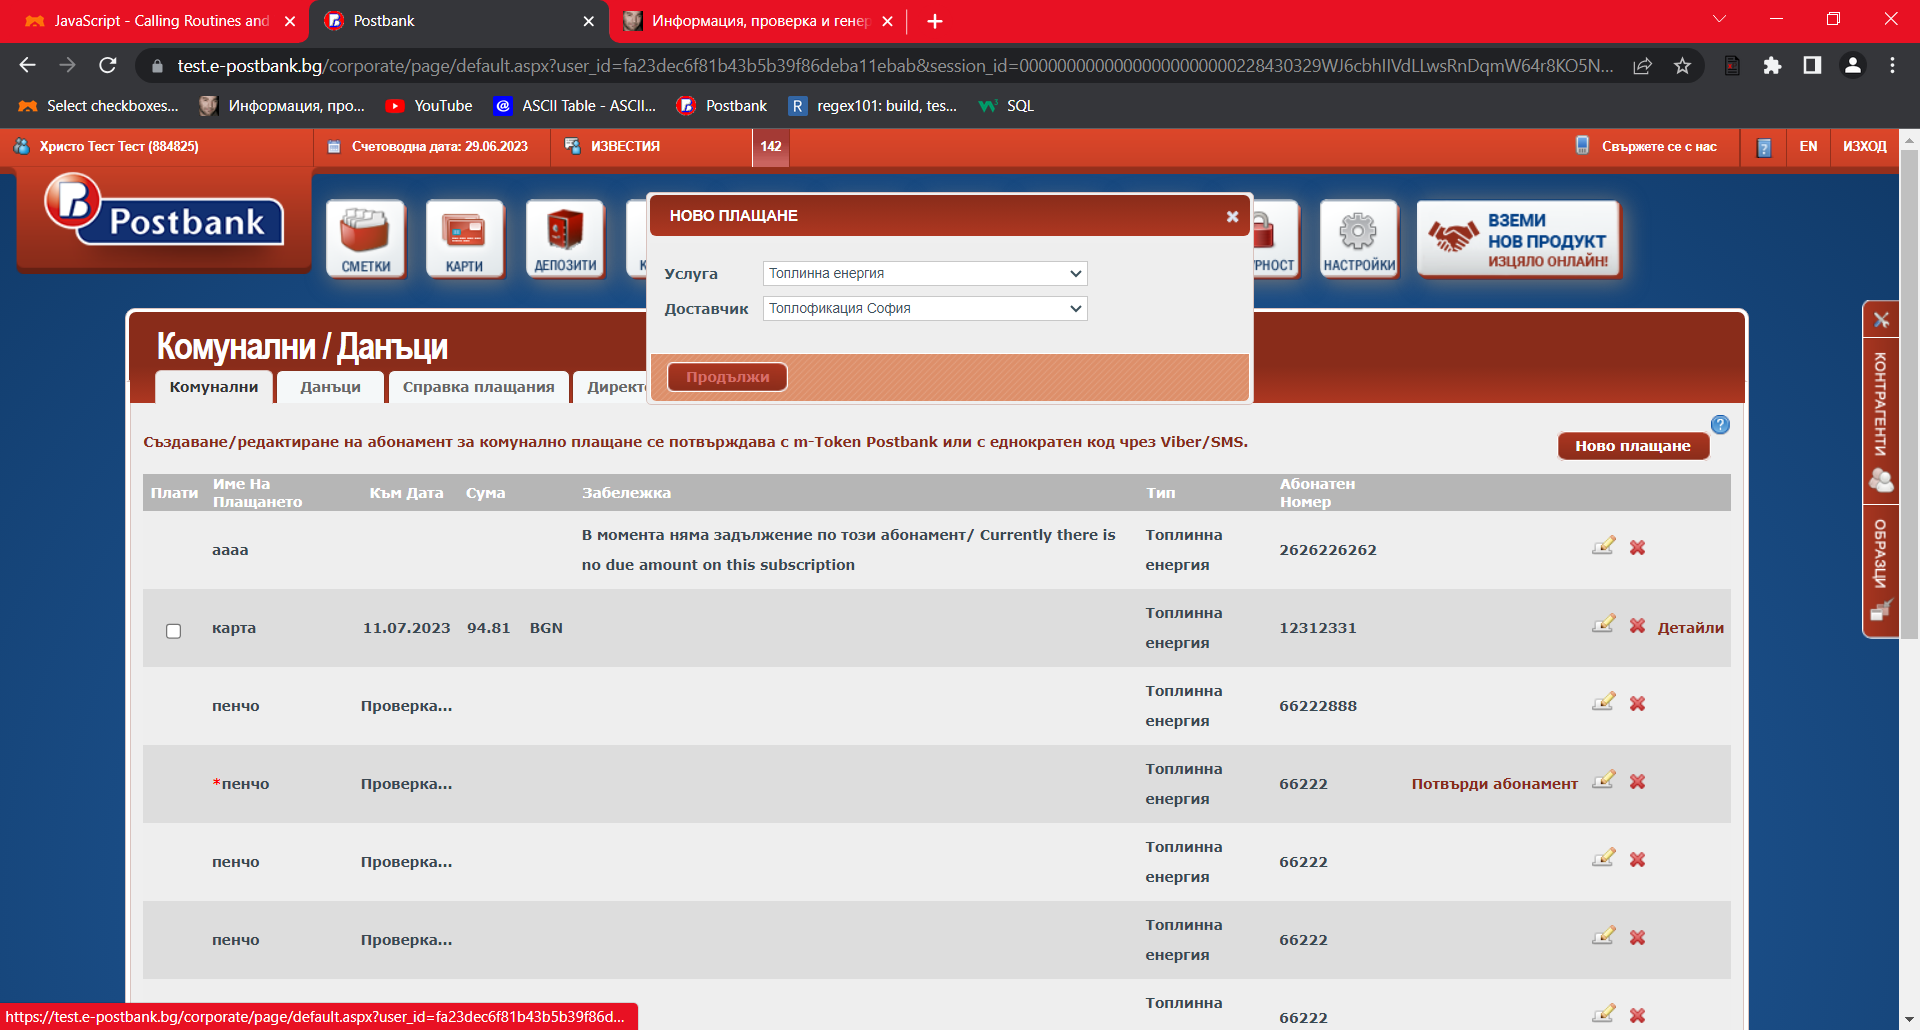 JavaScript - Calling Routines and
Postbank
Информация, проверка и генер
test.e-postbank.bg/corporate/page/default.aspx?user_id=fa23dec6f81b43b5b39f86deba11ebab&session_id=
Select checkboxes...
Информация, про...
YouTube
ASCII Table - ASCII...
Postbank
regex101: build, tes...
SQL
Христо Тест Тест (884825)
Счетоводна дата: 29.06.2023
ИЗВЕСТИЯ
142
Свържете се с нас
EN
ИЗХОД
Postbank
СМЕТКИ
КАРТИ
ДЕПОЗИТИ
НАСТРОЙКИ
ВЗЕМИ
НОВ ПРОДУКТ
ИЗЦЯЛО ОНЛАЙН!
НОВО ПЛАЩАНЕ
Услуга Топлинна енергия
Доставчик Топлофикация София
Продължи
Комунални / Данъци
Комунални
Данъци
Справка плащания
Директ
Създаване/редактиране на абонамент за комунално плащане се потвърждава с m-Token Postbank или с еднократен код чрез Viber/SMS.
Ново плащане
Плати
Име На
Плащането
Към Дата
Сума
Забележка
Тип
Абонатен
Номер
аааа
В момента няма задължение по този абонамент/ Currently there is
no due amount on this subscription
Топлинна
енергия
2626226262
карта
11.07.2023 94.81 BGN
Топлинна
енергия
12312331
Детайли
пенчо
Проверка...
Топлинна
енергия
66222888
*пенчо
Проверка...
Топлинна
енергия
66222
Потвърди абонамент
пенчо
Проверка...
Топлинна
енергия
66222
пенчо
Проверка...
Топлинна
енергия
66222
Топлинна
66222
КОНТРАГЕНТИ
ОБРАЗЦИ
https://test.e-postbank.bg/corporate/page/default.aspx?user_id=fa23dec6f81b43b5b39f86d...